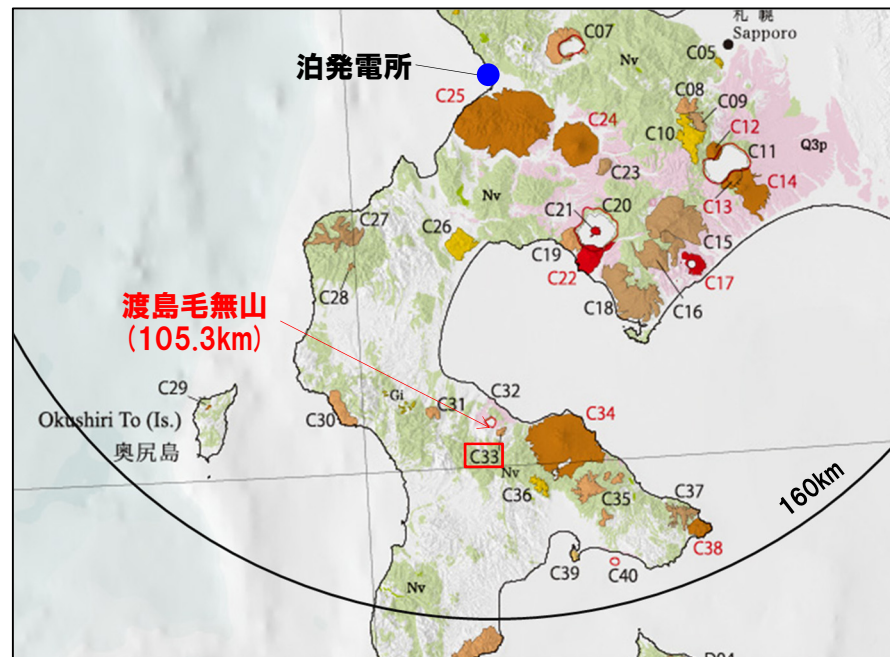 札 幌
Sapporo
C07
C05
Nv
泊発電所
C25
C08
C09
C24
C10
C12
C11
Q3p
C23
C14
C13
Nv
C21
C20
C27
C26
C15
C19
C22
C17
C28
C16
C18
渡島毛無山
(105.3km)
C29
C32
Gi
C31
C34
Okushiri To (Is.)
C30
奥尻島
C33
Nv
C36
C35
C37
160km
C38
C39
C40
Nv